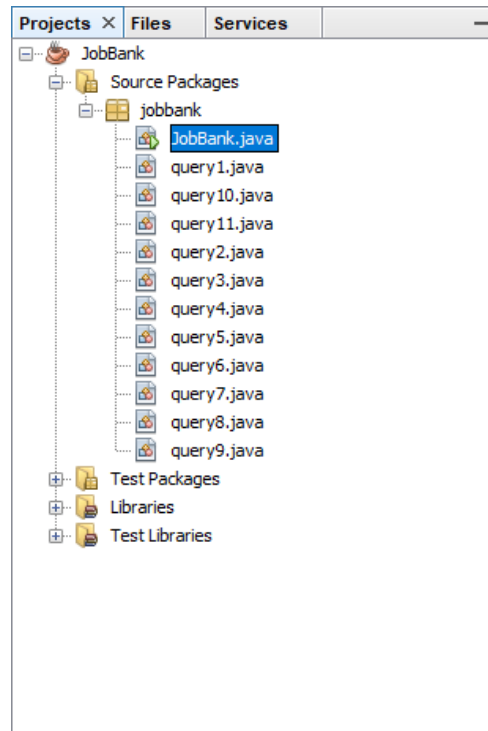 Projects Files Services
JobBank
Source Packages
jobbank
JobBank.java
query1.java
query10.java
query11.java
query2.java
query3.java
query4.java
query5.java
query6.java
query7.java
query8.java
query9.java
Test Packages
Libraries
Test Libraries